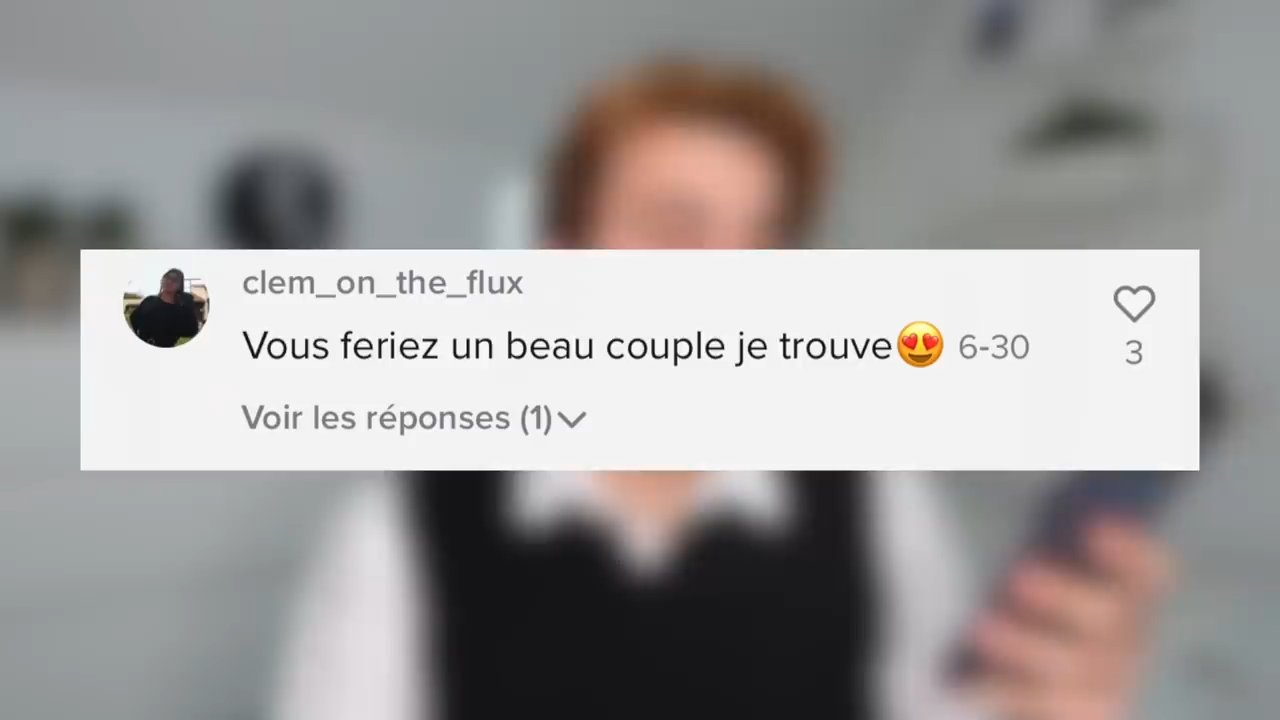 clem_on_the_flux
Vous feriez un beau couple je trouve😍 6-30
3
Voir les réponses (1)